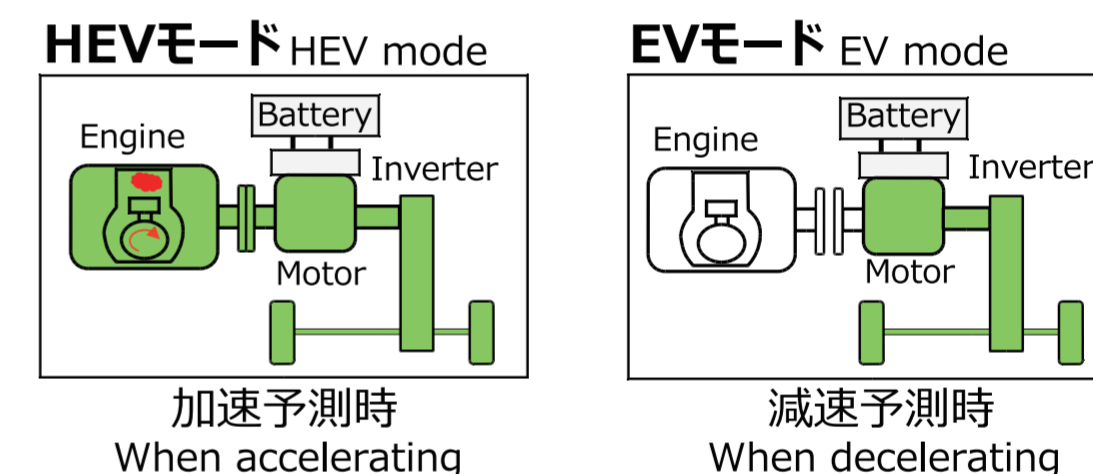 HEVモード HEV mode
Battery
Engine
Inverter
Motor
加速予測時
When accelerating
EVモード EV mode
Battery
Engine
Inverter
Motor
減速予測時
When decelerating